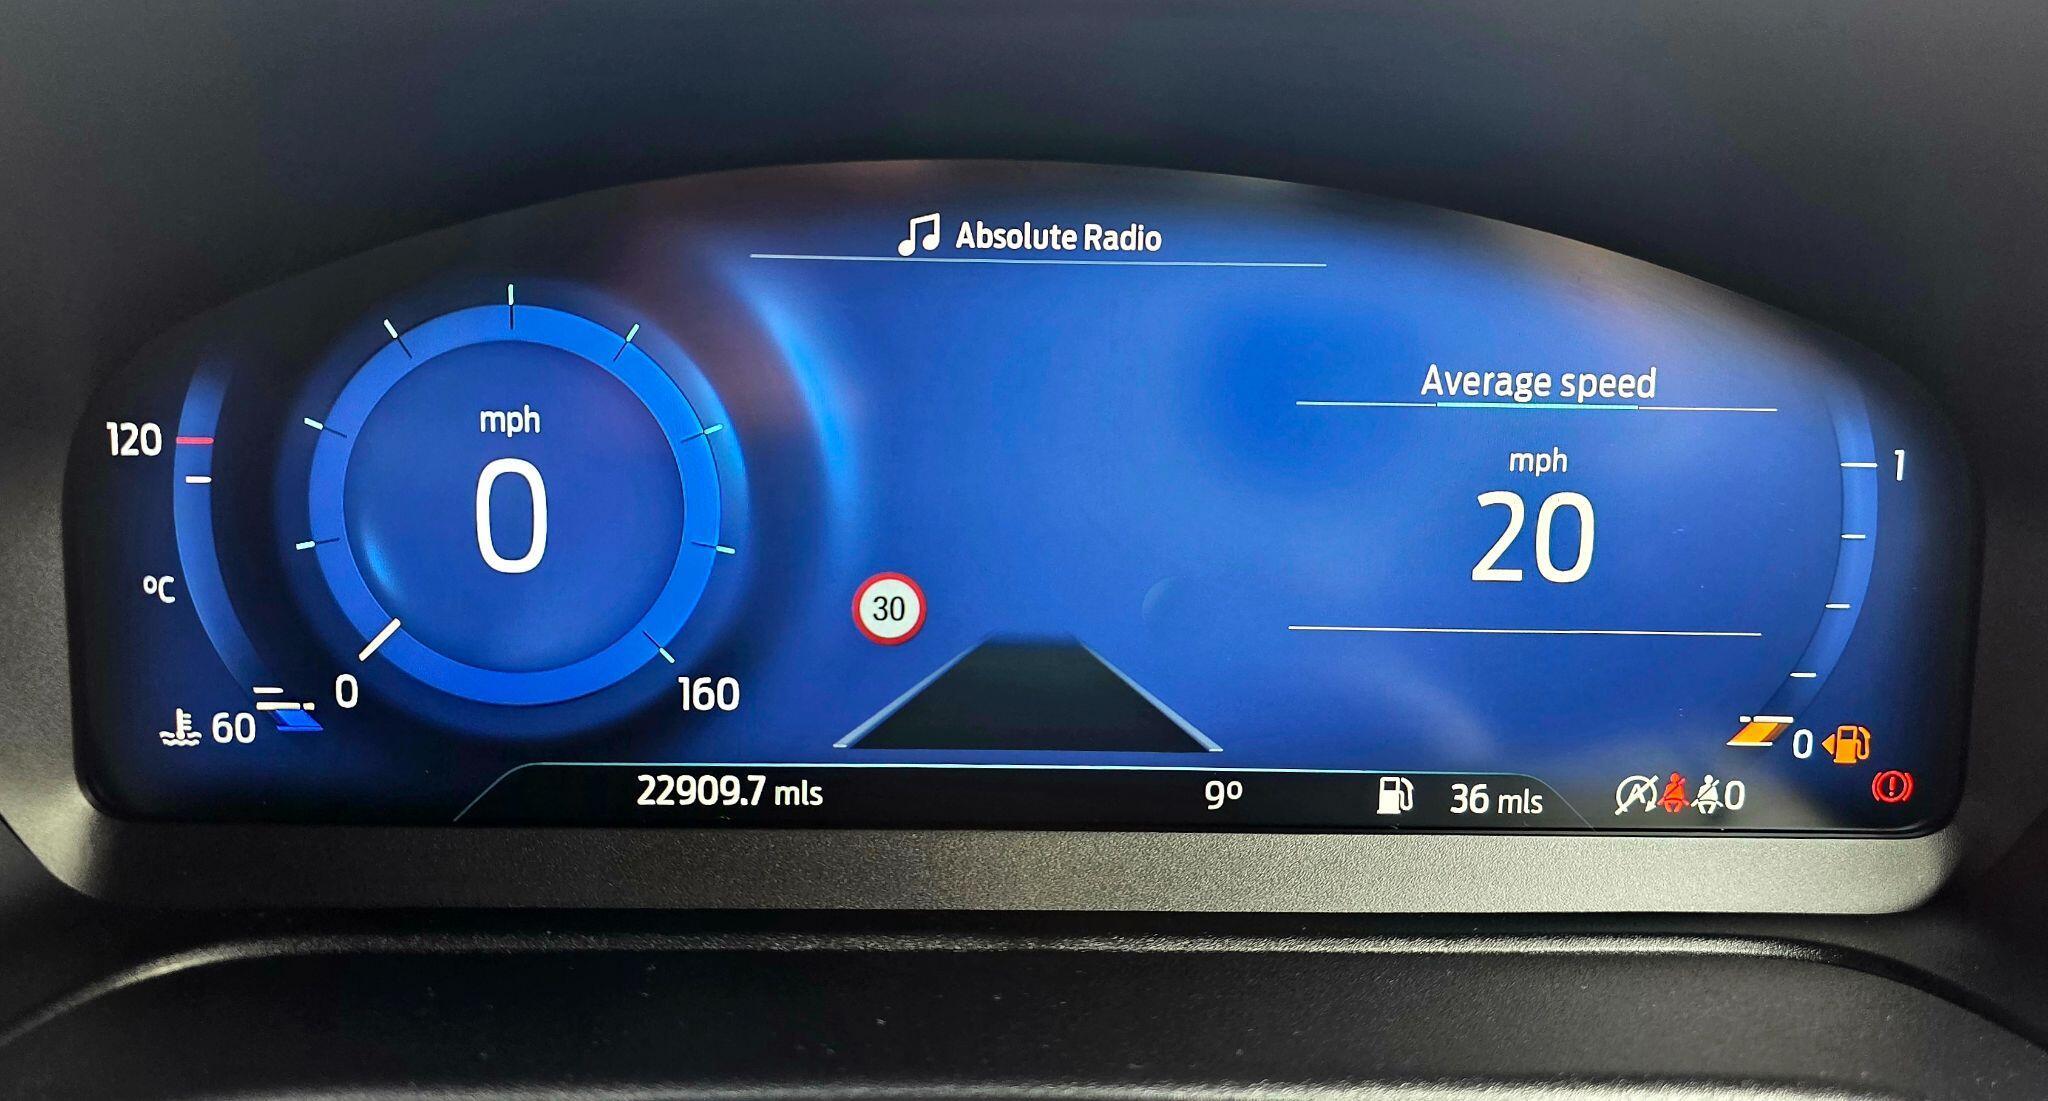 Absolute Radio
120
°C
60
mph
0
0
160
30
Average speed
mph
20
1
0
22909.7 mls
9º
36 mls
0